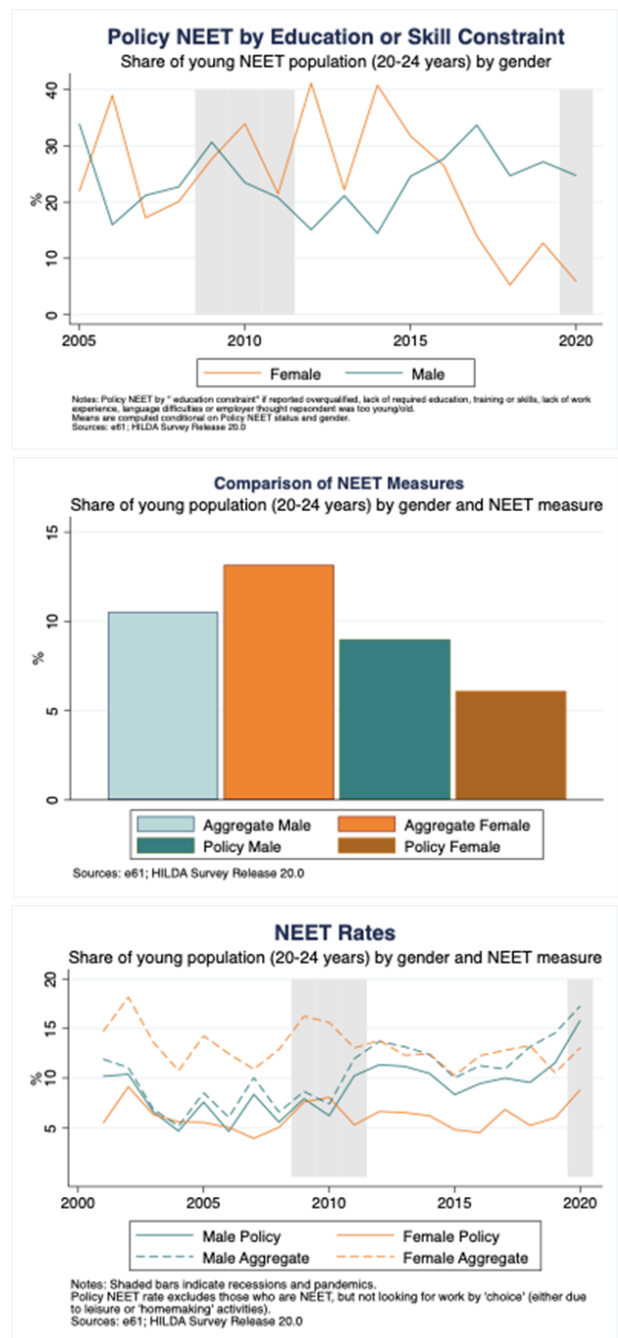 Policy NEET by Education or Skill Constraint
Share of young NEET population (20-24 years) by gender
40
30
20
10
0
%
2005 2010 2015 2020
Female Male
Notes: Policy NEET by " education constraint" if reported overqualified, lack of required education, training or skills, lack of work
experience, language difficulties or employer thought repsondent was too young/old.
Means are computed conditional on Policy NEET status and gender.
Sources: e61; HILDA Survey Release 20.0
Comparison of NEET Measures
Share of young population (20-24 years) by gender and NEET measure
15
10
5
0
%
Aggregate Male Aggregate Female
Policy Male Policy Female
Sources: e61; HILDA Survey Release 20.0
NEET Rates
Share of young population (20-24 years) by gender and NEET measure
20
15
10
5
%
2000 2005 2010 2015 2020
Male Policy Female Policy
Male Aggregate Female Aggregate
Notes: Shaded bars indicate recessions and pandemics.
Policy NEET rate excludes those who are NEET, but not looking for work by 'choice' (either due
to leisure or 'homemaking' activities).
Sources: e61; HILDA Survey Release 20.0